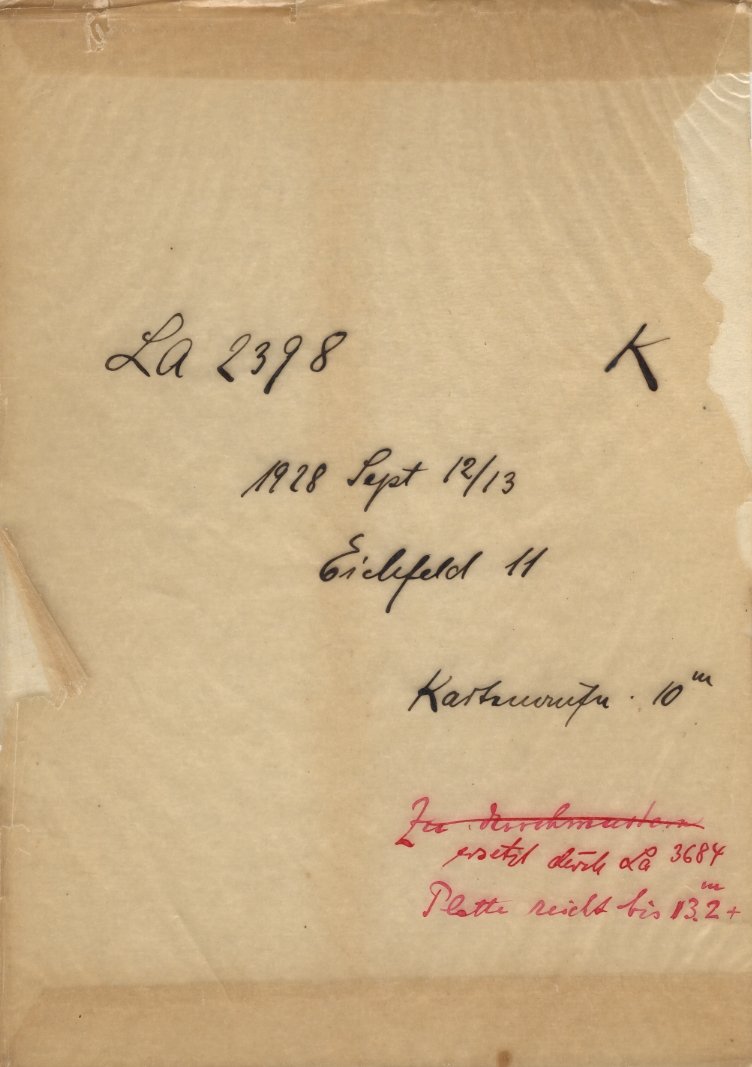 La 2398 K
1928 Sept 12/13
Eichfeld 11
Kartenaufn. 10ᵐ
Zu durchmustern
ersetzt durch La 3684
Platte reicht bis 13.2ᵐ+